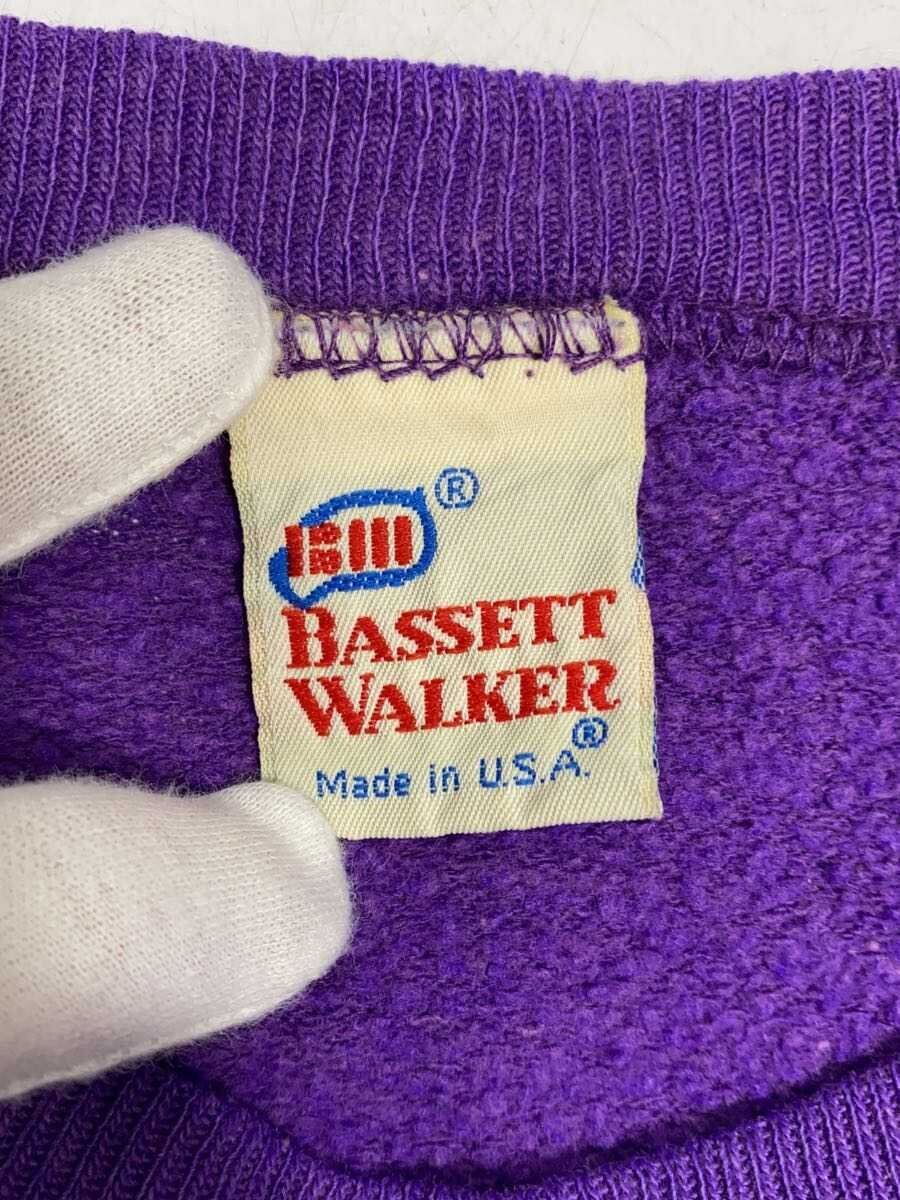 ®
BASSETT
WALKER
®
Made in U.S.A.